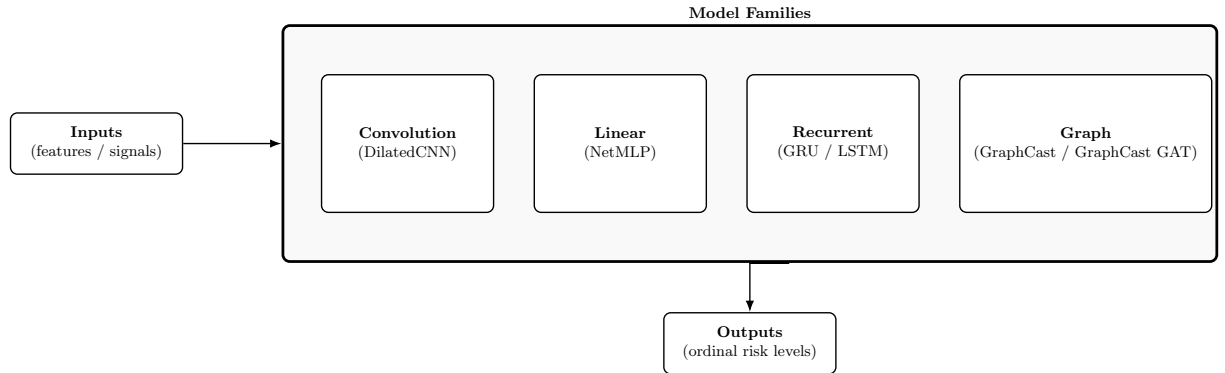 Model Families
Inputs
(features / signals)
Convolution
(DilatedCNN)
Linear
(NetMLP)
Recurrent
(GRU / LSTM)
Graph
(GraphCast / GraphCast GAT)
Outputs
(ordinal risk levels)